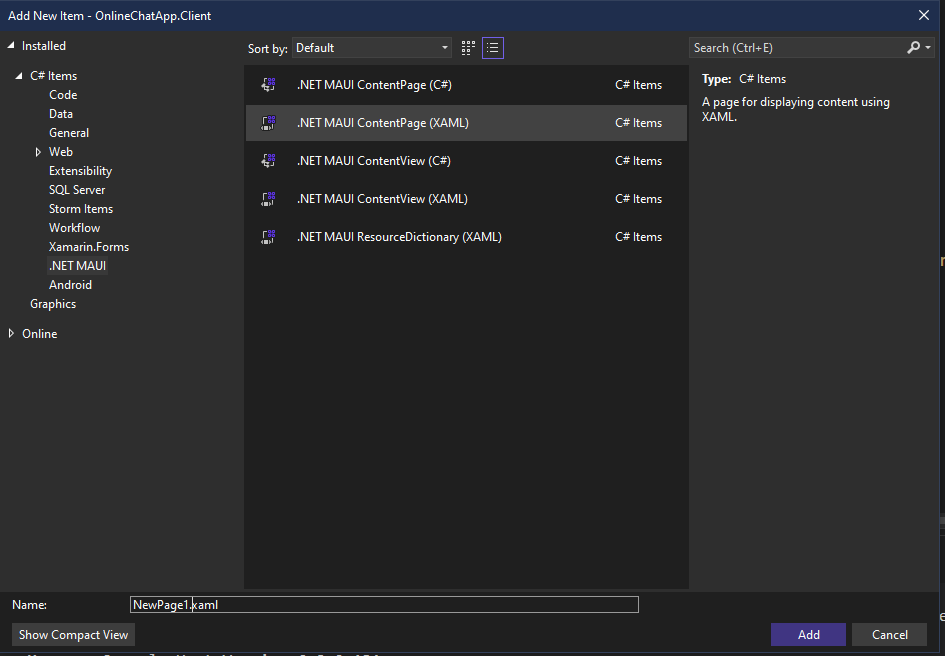 Add New Item - OnlineChatApp.Client
Installed
C# Items
Code
Data
General
Web
Extensibility
SQL Server
Storm Items
Workflow
Xamarin.Forms
.NET MAUI
Android
Graphics
Online
Sort by: Default
.NET MAUI ContentPage (C#) C# Items
.NET MAUI ContentPage (XAML) C# Items
.NET MAUI ContentView (C#) C# Items
.NET MAUI ContentView (XAML) C# Items
.NET MAUI ResourceDictionary (XAML) C# Items
Search (Ctrl+E)
Type: C# Items
A page for displaying content using
XAML.
Name: NewPage1.xaml
Show Compact View Add Cancel